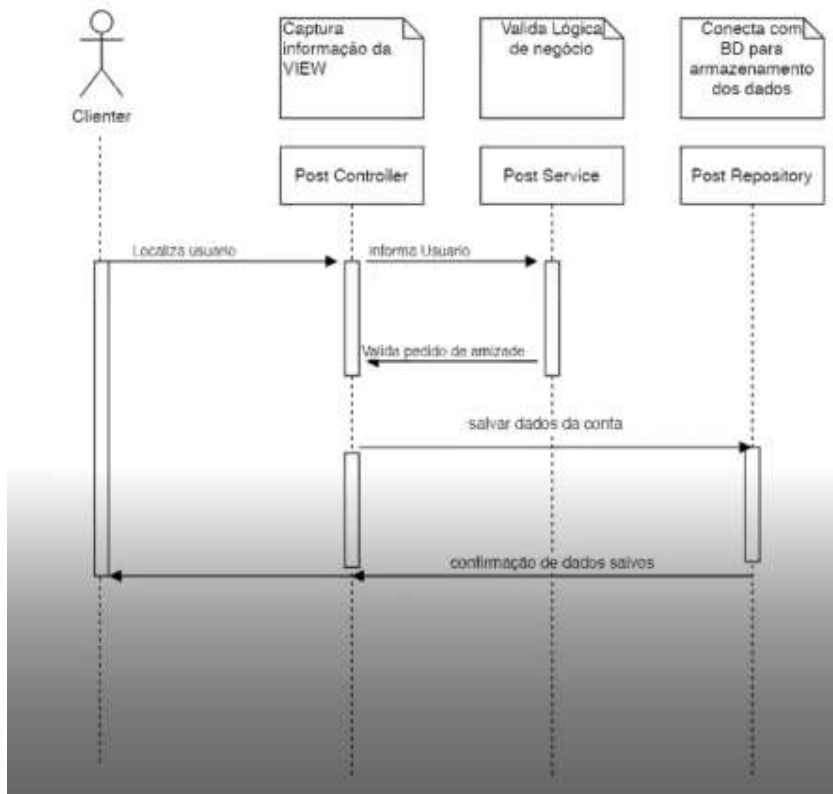 Captura
informação da
VIEW
Valida Lógica
de negócio
Conecta com
BD para
armazenamento
dos dados
Clienter
Post Controller
Post Service
Post Repository
Localiza usuario
informa Usuario
Valida pedido de amizade
salvar dados da conta
confirmação de dados salvos